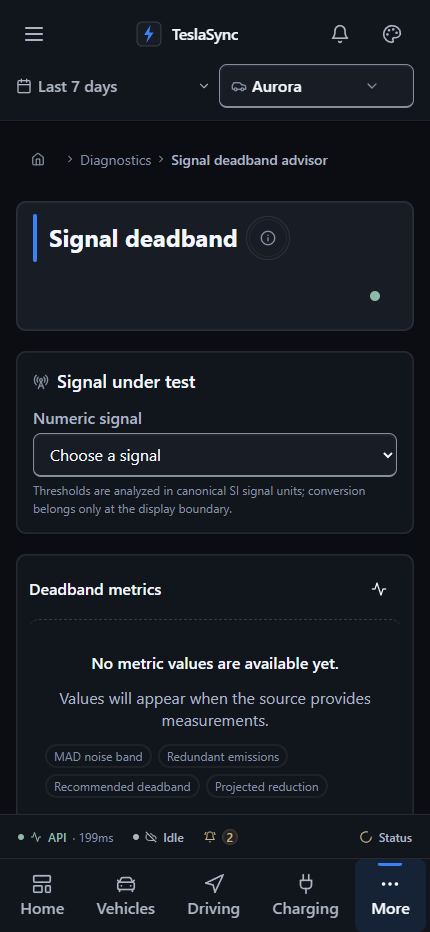 TeslaSync
Last 7 days
Aurora
Diagnostics
Signal deadband advisor
Signal deadband
Signal under test
Numeric signal
Choose a signal
Thresholds are analyzed in canonical SI signal units; conversion
belongs only at the display boundary.
Deadband metrics
No metric values are available yet.
Values will appear when the source provides
measurements.
MAD noise band
Redundant emissions
Recommended deadband
Projected reduction
API · 199ms
Idle
2
Status
Home
Vehicles
Driving
Charging
More